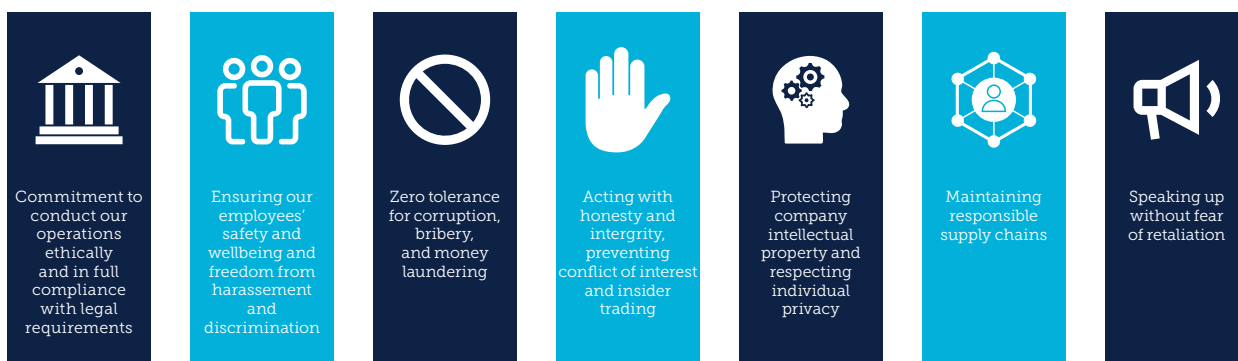 Commitment to
conduct our
operations
ethically
and in full
compliance
with legal
requirements
Ensuring our
employees'
safety and
wellbeing and
freedom from
harassement
and
discrimination
Zero tolerance
for corruption,
bribery,
and money
laundering
Acting with
honesty and
intergrity,
preventing
conflict of interest
and insider
trading
Protecting
company
intellectual
property and
respecting
individual
privacy
Maintaining
responsible
supply chains
Speaking up
without fear
of retaliation